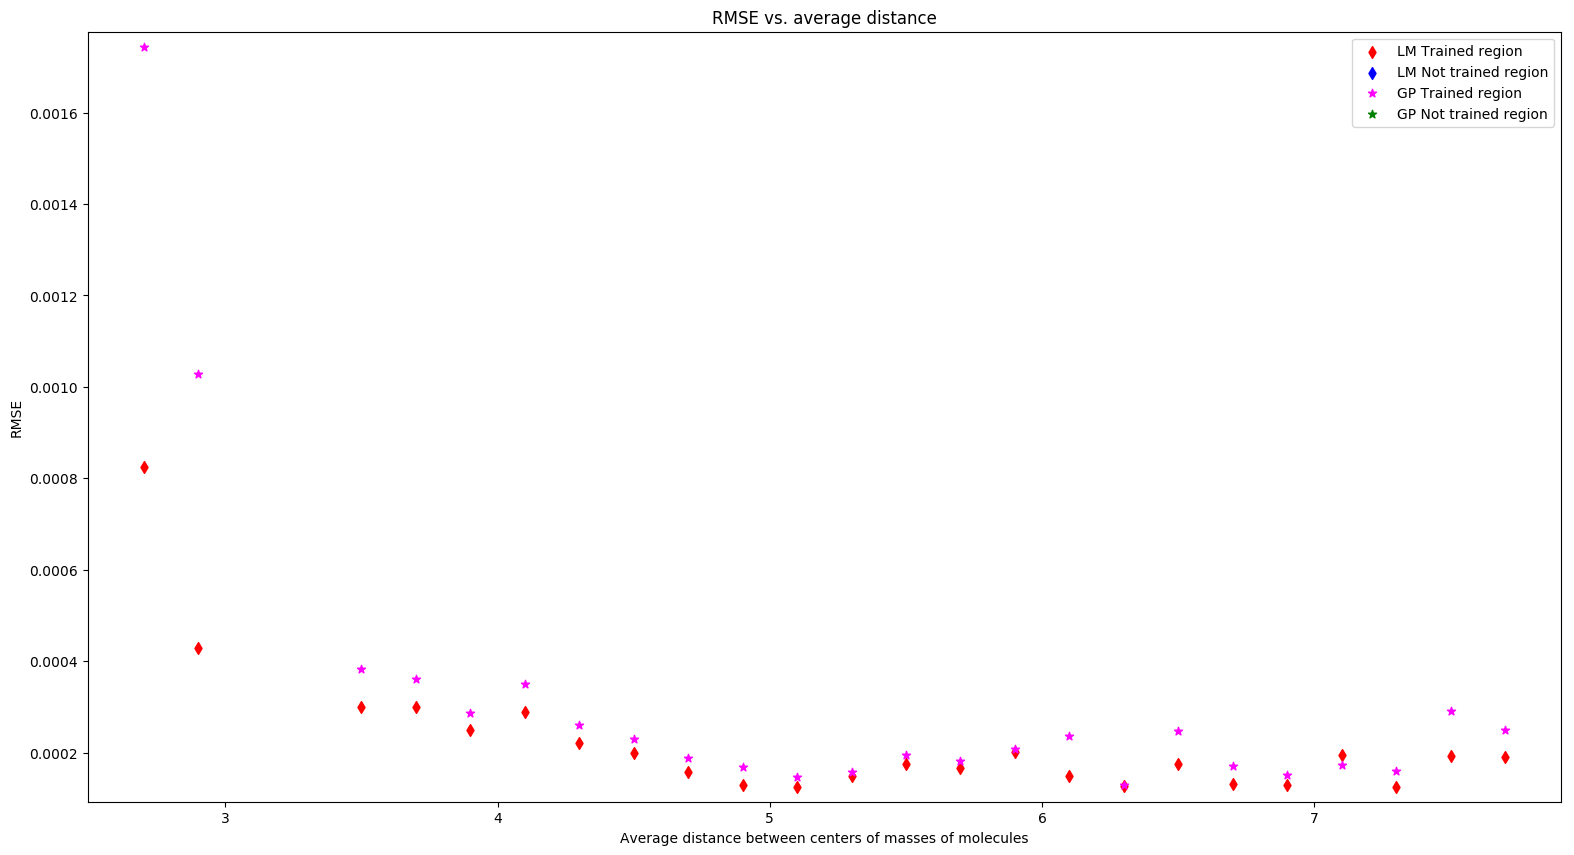 RMSE vs. average distance
LM Trained region
LM Not trained region
GP Trained region
GP Not trained region
0.0016
0.0014
0.0012
0.0010
0.0008
0.0006
0.0004
0.0002
RMSE
3 4 5 6 7
Average distance between centers of masses of molecules